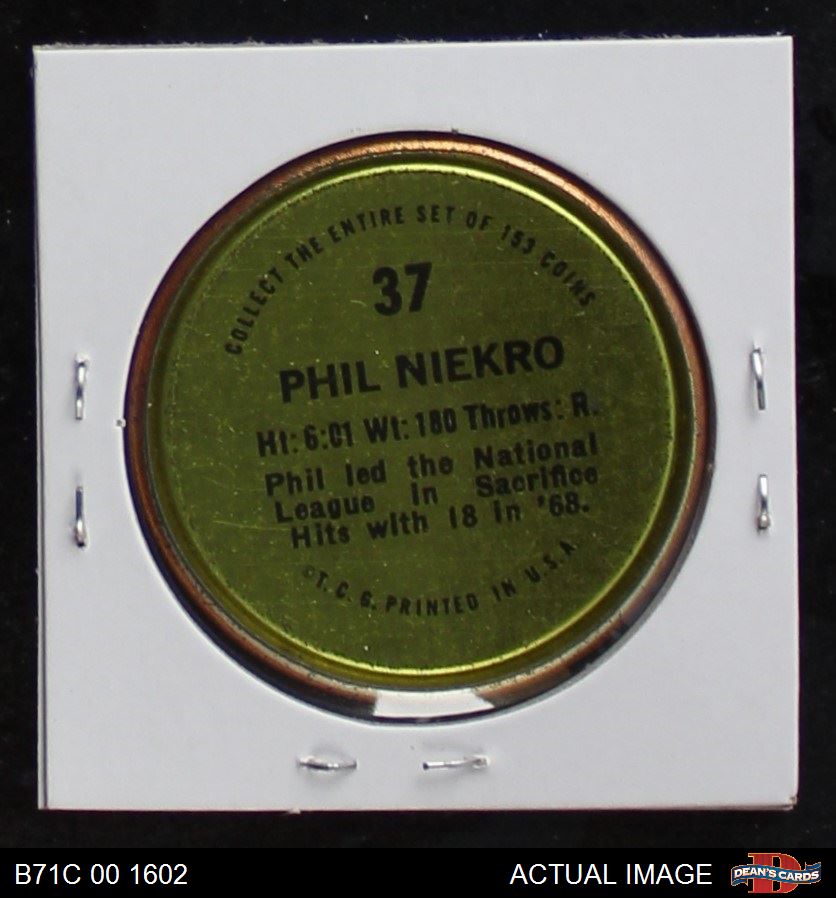 COLLECT THE ENTIRE SET OF 153 COINS
37
PHIL NIEKRO
Ht: 6:01 Wt: 180 Throws: R.
Phil led the National
League in Sacrifice
Hits with 18 in '68.
©T. C. G. PRINTED IN U.S.A.
B71C 00 1602
ACTUAL IMAGE
DEAN'S CARDS